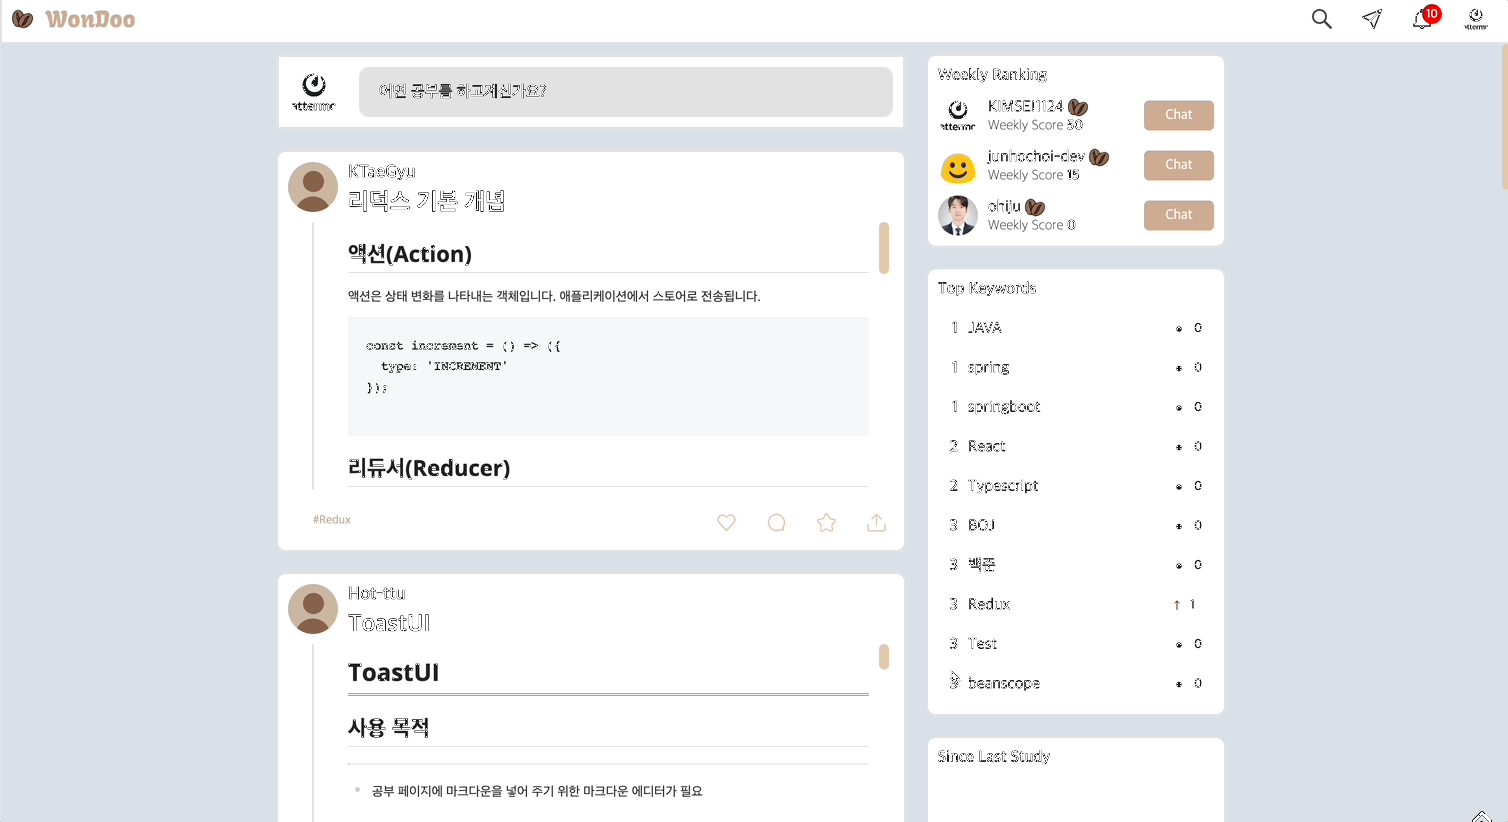 WonDoo
10
어떤 공부를 하고계신가요?
KTaeGyu
리덕스 기본 개념
액션(Action)
액션은 상태 변화를 나타내는 객체입니다. 애플리케이션에서 스토어로 전송됩니다.
const increment = () => ({
type: 'INCREMENT'
});
리듀서(Reducer)
#Redux
Hot-ttu
ToastUI
ToastUI
사용 목적
공부 페이지에 마크다운을 넣어 주기 위한 마크다운 에디터가 필요
Weekly Ranking
Weekly Score 50
Chat
junhochoi-dev
Weekly Score 15
Chat
ohiju
Weekly Score 0
Chat
Top Keywords
1 JAVA 0
1 spring 0
1 springboot 0
2 React 0
2 Typescript 0
3 BOJ 0
3 백준 0
3 Redux ↑ 1
3 Test 0
3 beanscope 0
Since Last Study